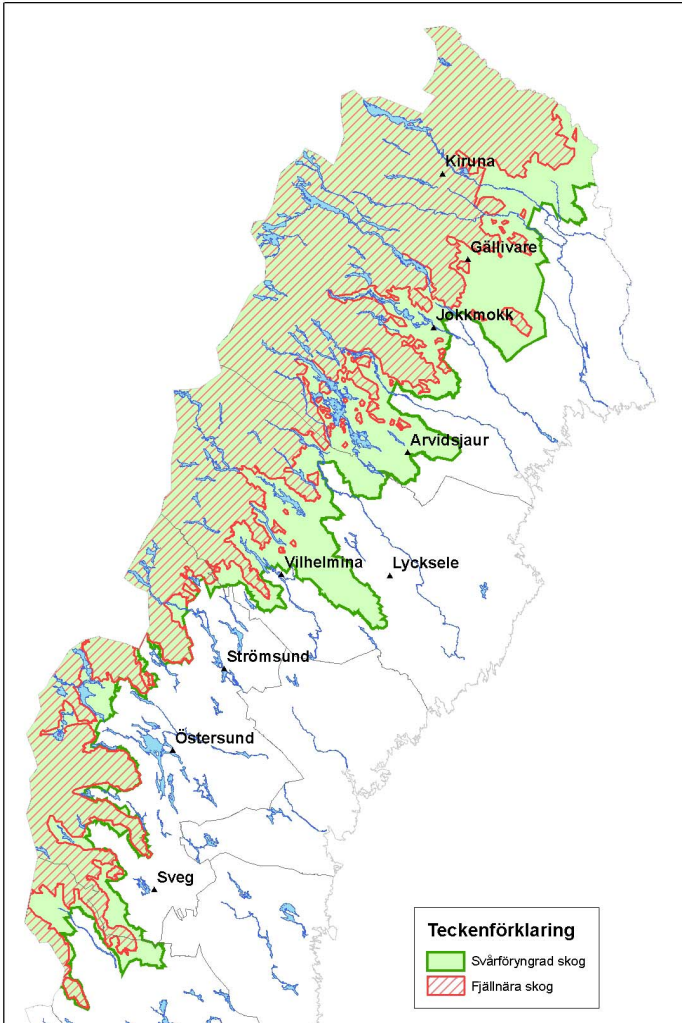 Kiruna
Gällivare
Jokkmokk
Arvidsjaur
Vilhelmina
Lycksele
Strömsund
Östersund
Sveg
Teckenförklaring
Svårföryngrad skog
Fjällnära skog